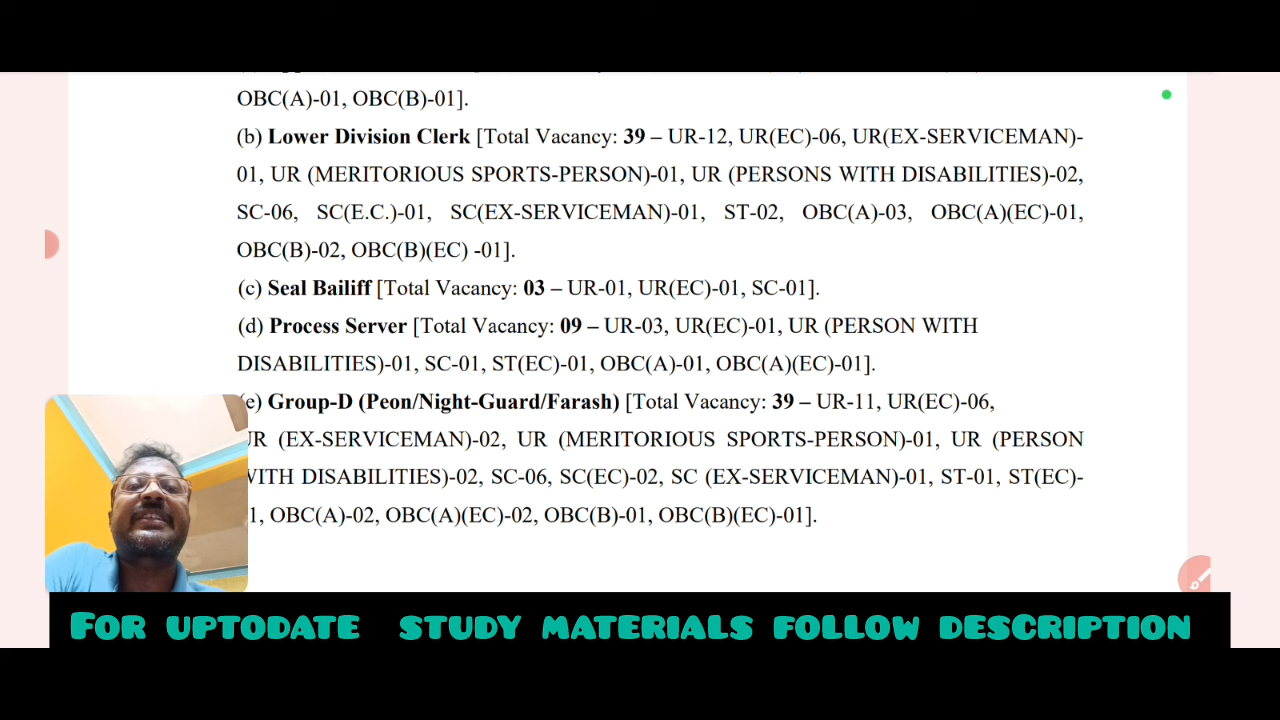 OBC(A)-01, OBC(B)-01].
(b) Lower Division Clerk [Total Vacancy: 39 – UR-12, UR(EC)-06, UR(EX-SERVICEMAN)-
01, UR (MERITORIOUS SPORTS-PERSON)-01, UR (PERSONS WITH DISABILITIES)-02,
SC-06, SC(E.C.)-01, SC(EX-SERVICEMAN)-01, ST-02, OBC(A)-03, OBC(A)(EC)-01,
OBC(B)-02, OBC(B)(EC) -01].
(c) Seal Bailiff [Total Vacancy: 03 – UR-01, UR(EC)-01, SC-01].
(d) Process Server [Total Vacancy: 09 – UR-03, UR(EC)-01, UR (PERSON WITH
DISABILITIES)-01, SC-01, ST(EC)-01, OBC(A)-01, OBC(A)(EC)-01].
e) Group-D (Peon/Night-Guard/Farash) [Total Vacancy: 39 – UR-11, UR(EC)-06,
UR (EX-SERVICEMAN)-02, UR (MERITORIOUS SPORTS-PERSON)-01, UR (PERSON
WITH DISABILITIES)-02, SC-06, SC(EC)-02, SC (EX-SERVICEMAN)-01, ST-01, ST(EC)-
1, OBC(A)-02, OBC(A)(EC)-02, OBC(B)-01, OBC(B)(EC)-01].
FOR UPTODATE STUDY MATERIALS FOLLOW DESCRIPTION